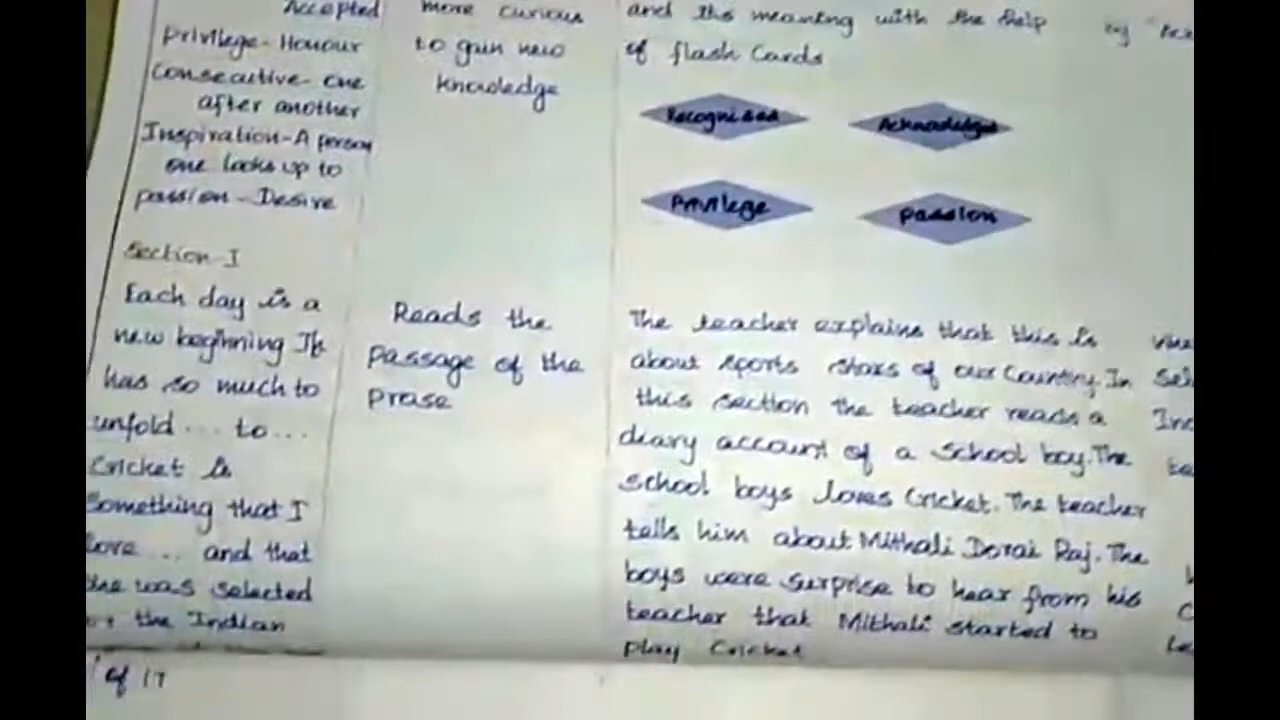 Accepted
privilege - Honour
Consecutive - one
after another
Inspiration - A person
one looks up to
passion - Desire
Section - I
Each day is a
new beginning It
has so much to
unfold ... to ...
Cricket is
something that I
love ... and that
she was selected
the Indian
of 17
more curious
to gain new
knowledge
Reads the
passage of the
prose
and its meaning with the help
of flash Cards
Recognised
Acknowledged
Privilege
passion
The teacher explains that this is
about sports stars of our Country. In
this section the teacher reads a
diary account of a school boy. The
school boys loves Cricket. The teacher
tells him about Mithali Dorai Raj. The
boys were surprise to hear from his
teacher that Mithali started to
play Cricket